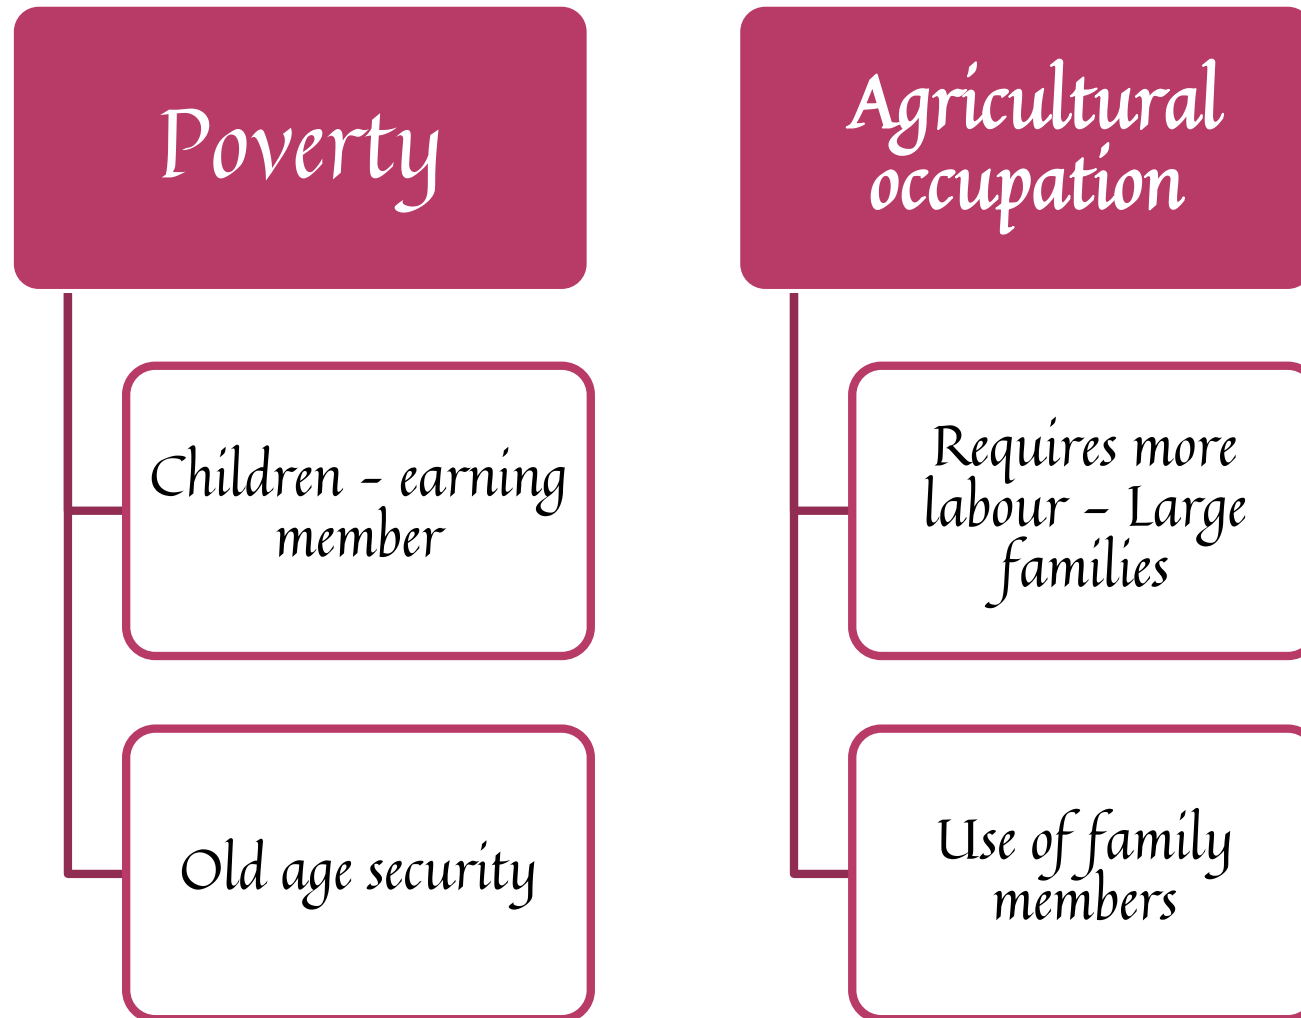 Poverty
Children - earning
member
Old age security
Agricultural
occupation
Requires more
labour – Large
families
Use of family
members